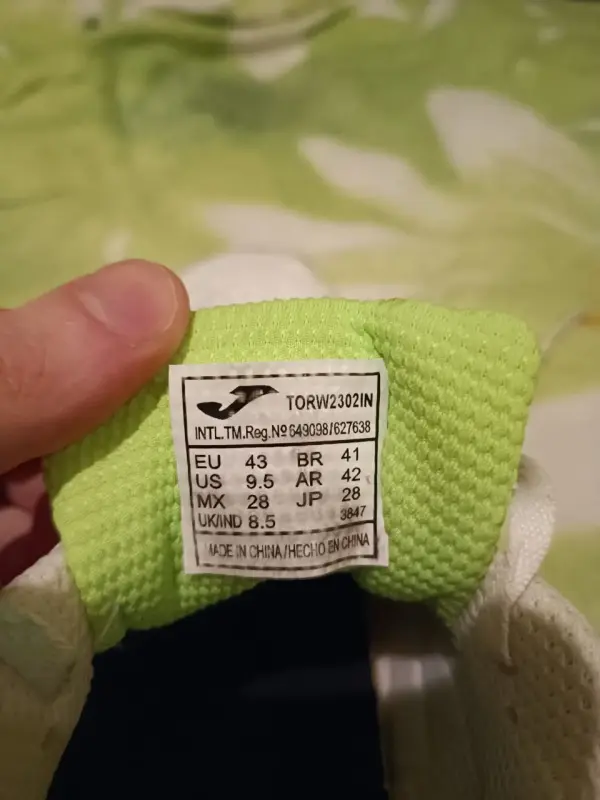 TORW2302IN
INTL.TM.Reg.Nº 649098/627638
EU 43 BR 41
US 9.5 AR 42
MX 28 JP 28
UK/IND 8.5 3847
MADE IN CHINA/HECHO EN CHINA